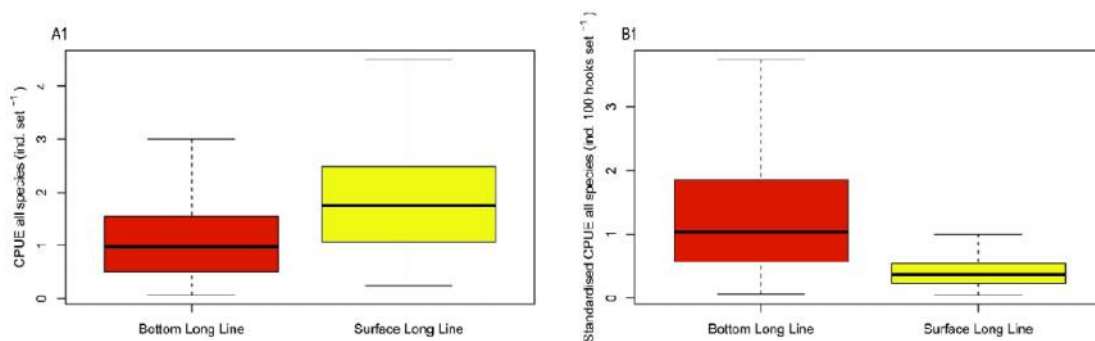 A1
CPUE all species (ind. set ⁻¹)
4
3
2
1
0
Bottom Long Line
Surface Long Line
B1
Standardised CPUE all species (ind. 100 hooks set ⁻¹)
3
2
1
0
Bottom Long Line
Surface Long Line